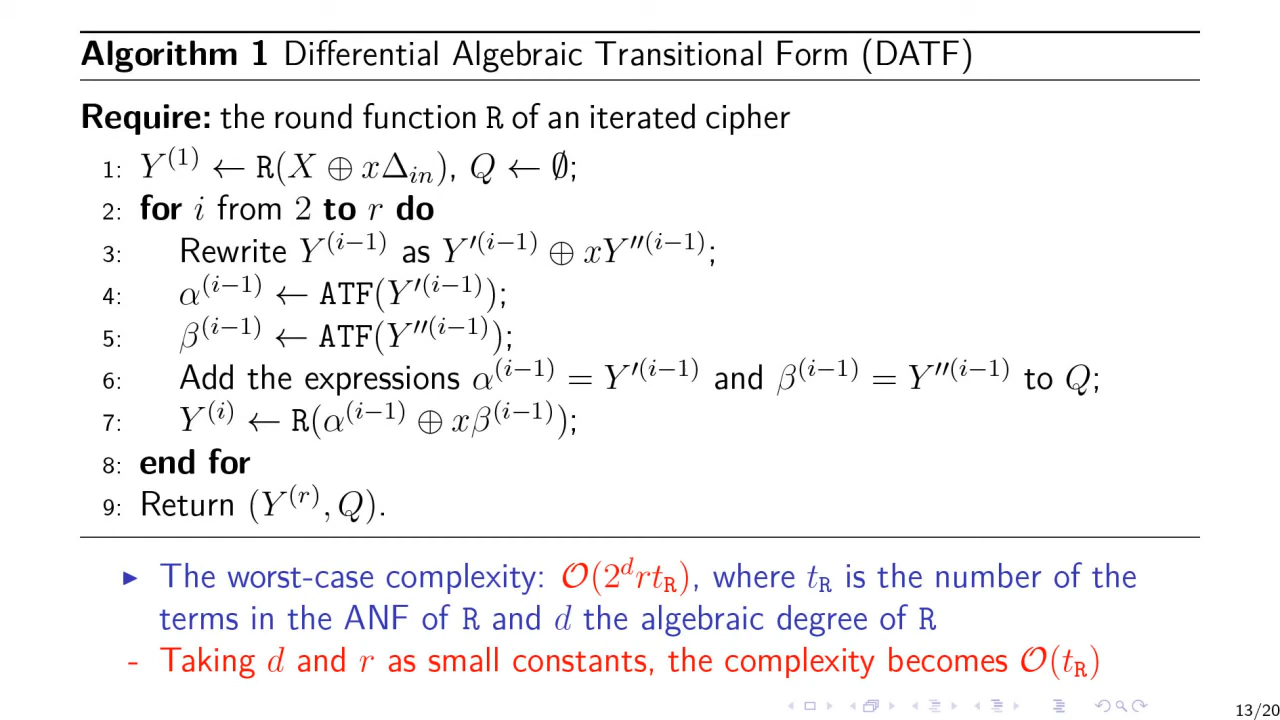 Algorithm 1 Differential Algebraic Transitional Form (DATF)
Require: the round function R of an iterated cipher
1: Y^{(1)} ← R(X ⊕ xΔ_{in}), Q ← ∅;
2: for i from 2 to r do
3: Rewrite Y^{(i−1)} as Y′^{(i−1)} ⊕ xY″^{(i−1)};
4: α^{(i−1)} ← ATF(Y′^{(i−1)});
5: β^{(i−1)} ← ATF(Y″^{(i−1)});
6: Add the expressions α^{(i−1)} = Y′^{(i−1)} and β^{(i−1)} = Y″^{(i−1)} to Q;
7: Y^{(i)} ← R(α^{(i−1)} ⊕ xβ^{(i−1)});
8: end for
9: Return (Y^{(r)}, Q).
▶ The worst-case complexity: O(2^d rt_R), where t_R is the number of the
terms in the ANF of R and d the algebraic degree of R
- Taking d and r as small constants, the complexity becomes O(t_R)
13/20